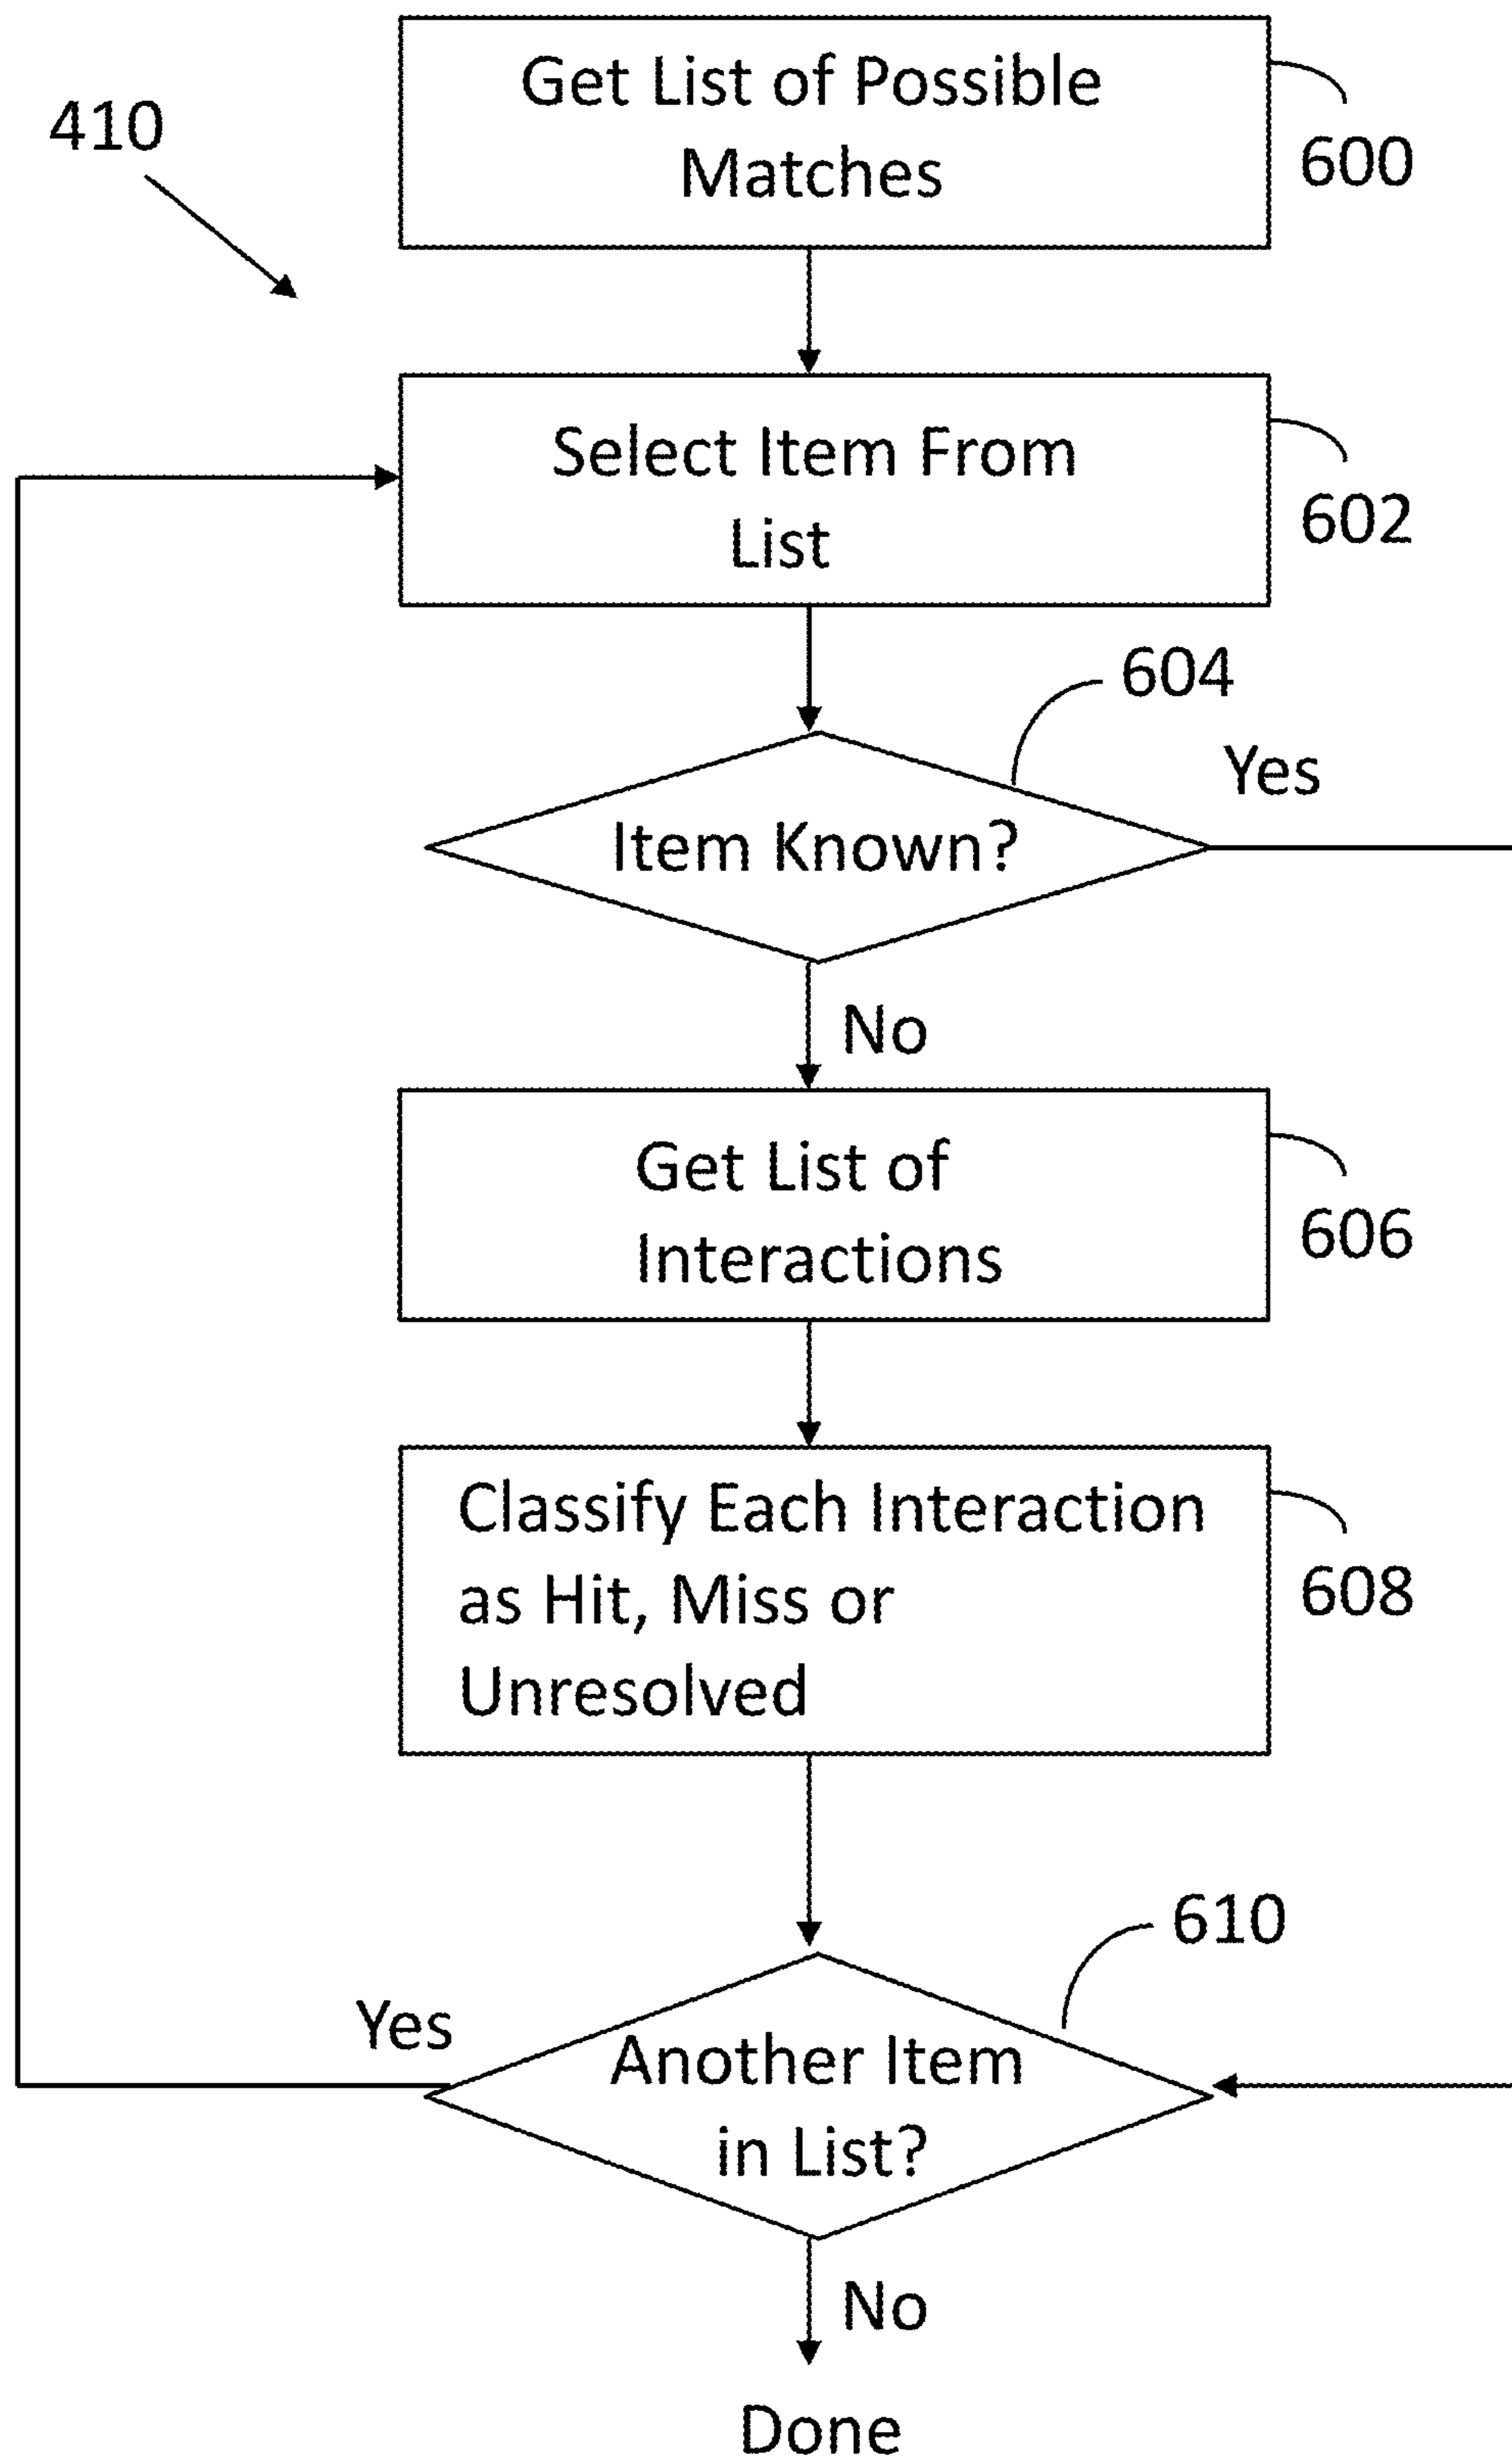 Get List of Possible
Matches
410
600
Select Item From
List
602
604
Yes
Item Known?
No
Get List of
Interactions
606
Classify Each Interaction
as Hit, Miss or
Unresolved
608
610
Yes
Another Item
in List?
No
Done